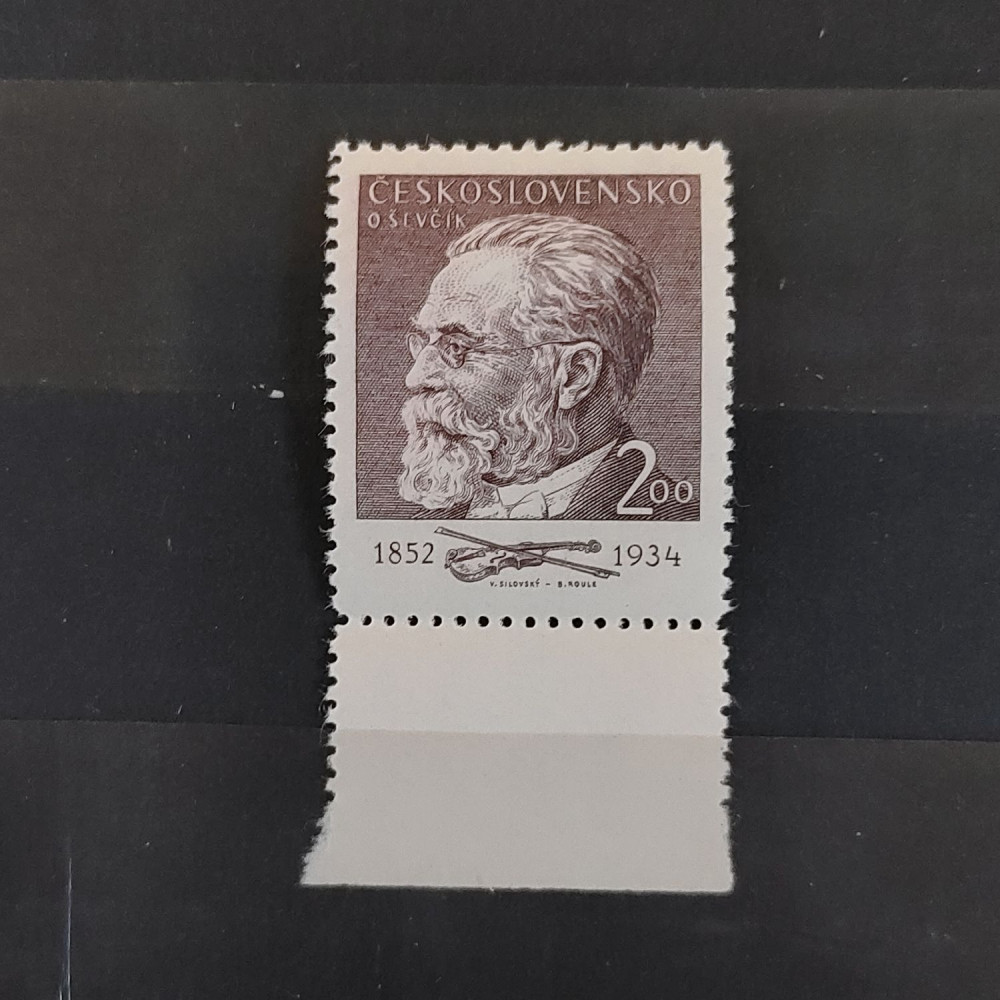 ČESKOSLOVENSKO
O.ŠEVČÍK
2 00
1852 1934
V. SILOVSKÝ - B. ROULE